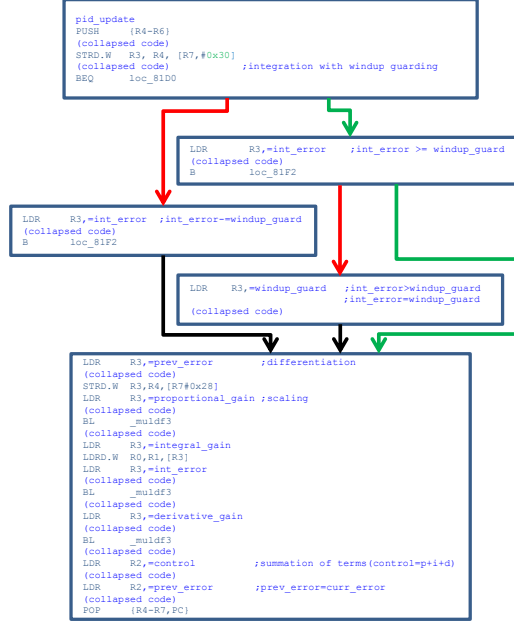 pid_update
PUSH {R4-R6}
(collapsed code)
STRD.W R3, R4, [R7,#0x30]
(collapsed code) ;integration with windup guarding
BEQ loc_81D0
LDR R3,=int_error ;int_error >= windup_guard
(collapsed code)
B loc_81F2
LDR R3,=int_error ;int_error-=windup_guard
(collapsed code)
B loc_81F2
LDR R3,=windup_guard ;int_error>windup_guard
;int_error=windup_guard
(collapsed code)
LDR R3,=prev_error ;differentiation
(collapsed code)
STRD.W R3,R4,[R7#0x28]
LDR R3,=proportional_gain ;scaling
(collapsed code)
BL _muldf3
(collapsed code)
LDR R3,=integral_gain
LDRD.W R0,R1,[R3]
LDR R3,=int_error
(collapsed code)
BL _muldf3
(collapsed code)
LDR R3,=derivative_gain
(collapsed code)
BL _muldf3
(collapsed code)
LDR R2,=control ;summation of terms(control=p+i+d)
(collapsed code)
LDR R2,=prev_error ;prev_error=curr_error
(collapsed code)
POP {R4-R7,PC}